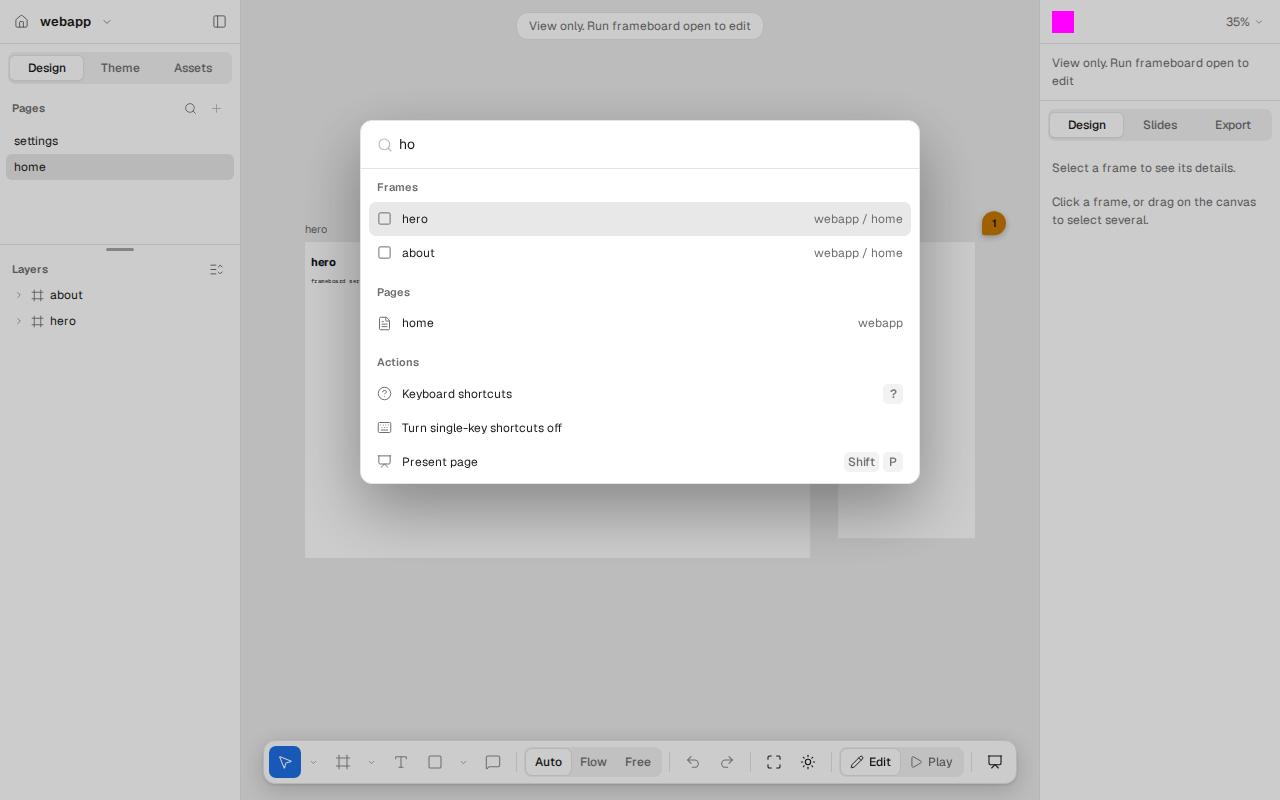 webapp
Design
Theme
Assets
Pages
settings
home
Layers
about
hero
View only. Run frameboard open to edit
ho
Frames
hero webapp / home
about webapp / home
Pages
home webapp
Actions
Keyboard shortcuts ?
Turn single-key shortcuts off
Present page Shift P
hero
hero
frameboard
1
Auto
Flow
Free
Edit
Play
35%
View only. Run frameboard open to
edit
Design
Slides
Export
Select a frame to see its details.
Click a frame, or drag on the canvas
to select several.